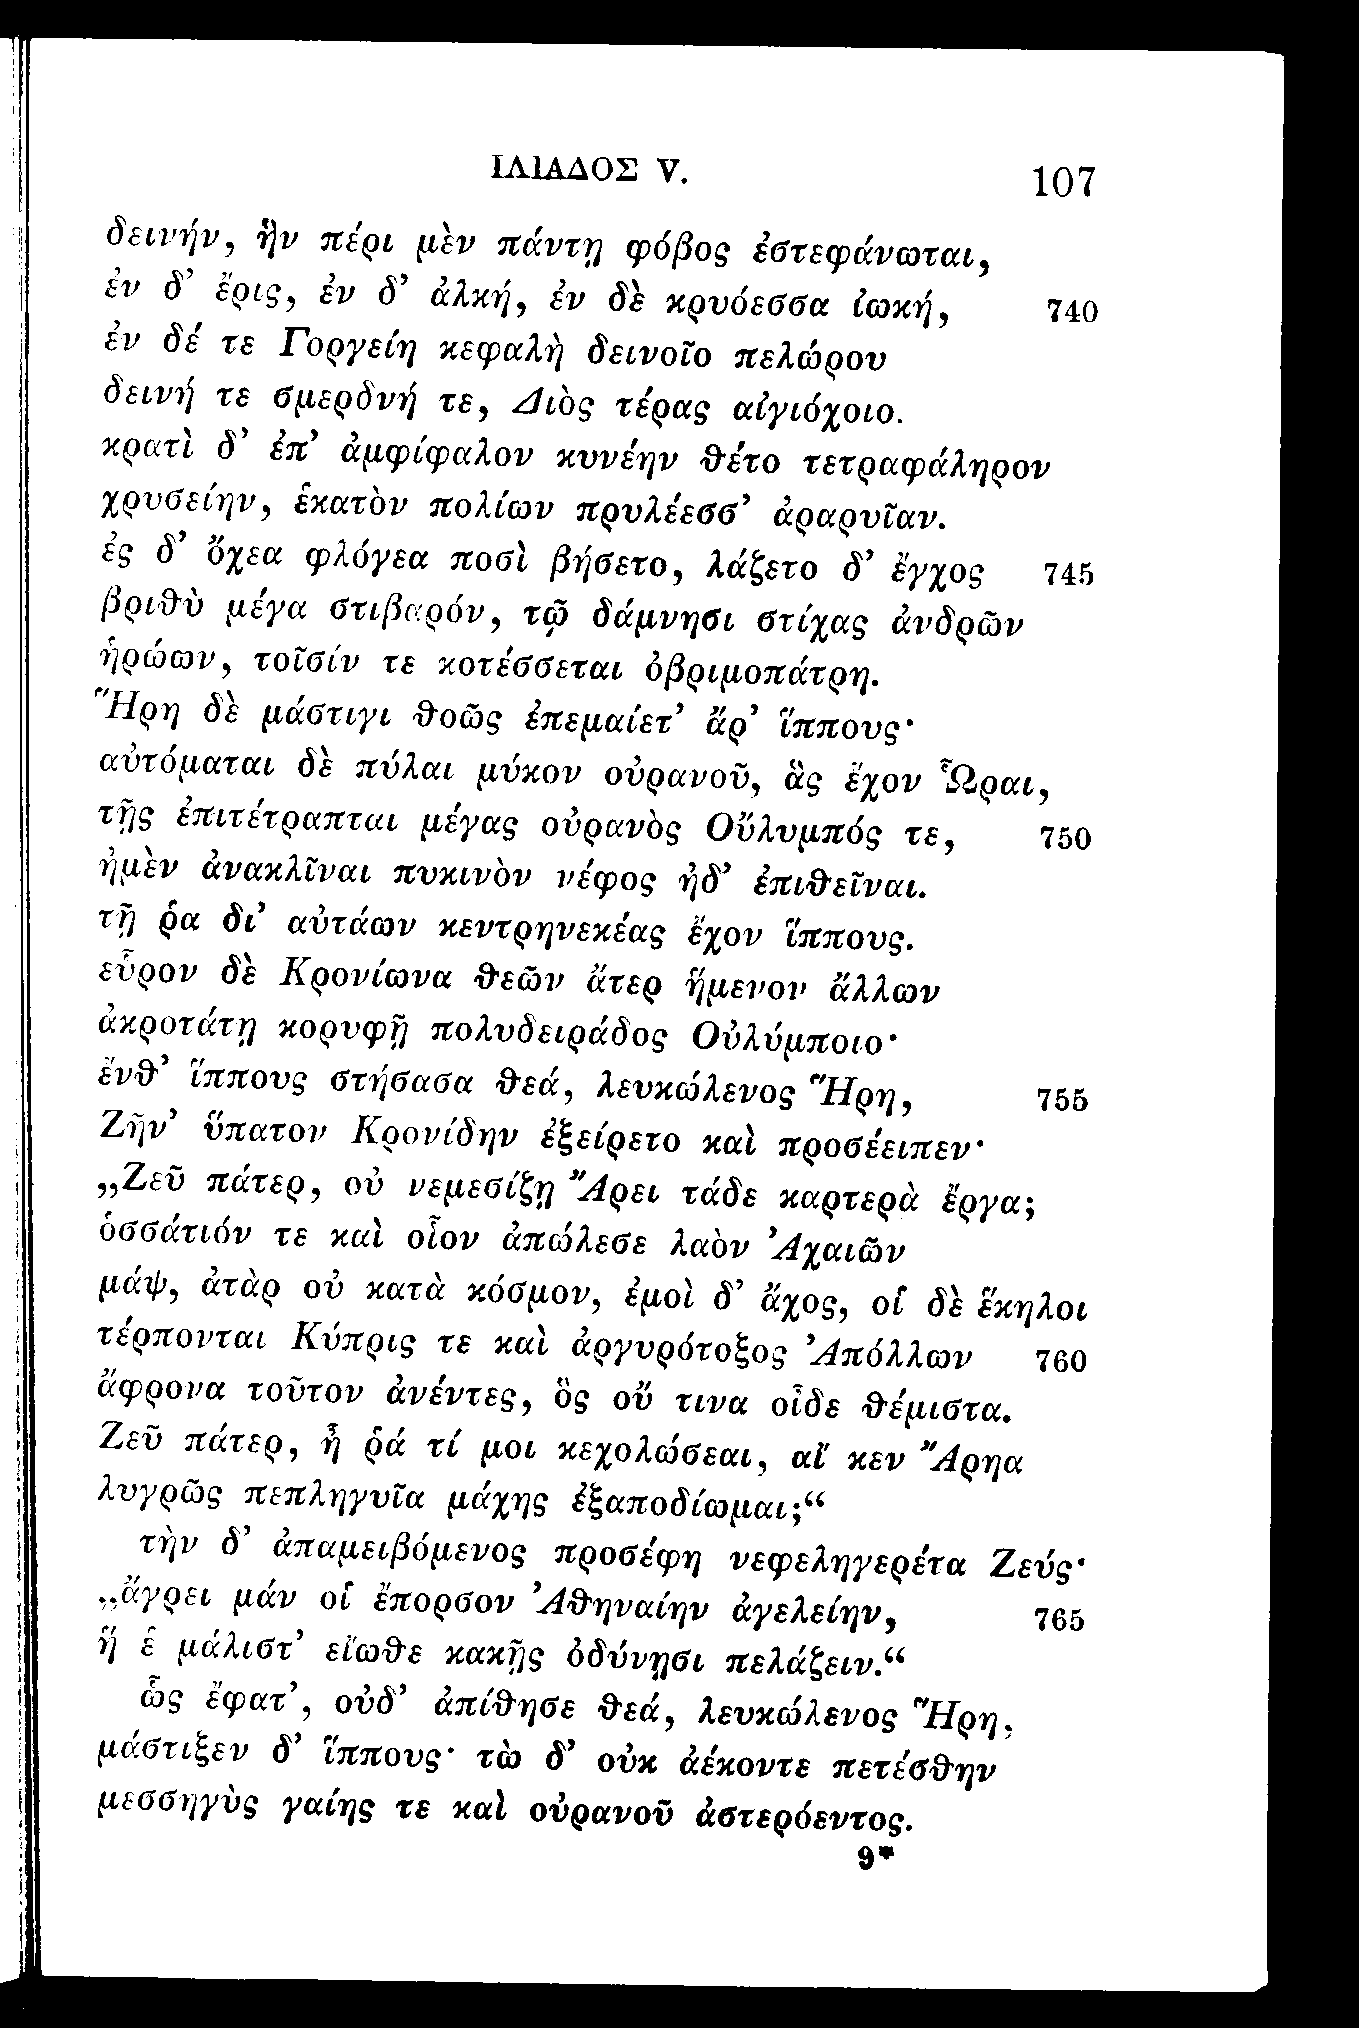 ΙΛΙΑΔΟΣ V. 107
δεινήν, ἣν πέρι μὲν πάντῃ φόβος ἐστεφάνωται,
ἐν δ' ἔρις, ἐν δ' ἀλκή, ἐν δὲ κρυόεσσα ἰωκή, 740
ἐν δέ τε Γοργείη κεφαλὴ δεινοῖο πελώρου
δεινή τε σμερδνή τε, Διὸς τέρας αἰγιόχοιο.
κρατὶ δ' ἐπ' ἀμφίφαλον κυνέην θέτο τετραφάληρον
χρυσείην, ἑκατὸν πολίων πρυλέεσσ' ἀραρυῖαν.
ἐς δ' ὄχεα φλόγεα ποσὶ βήσετο, λάζετο δ' ἔγχος 745
βριθὺ μέγα στιβαρόν, τῷ δάμνησι στίχας ἀνδρῶν
ἡρώων, τοῖσίν τε κοτέσσεται ὀβριμοπάτρη.
Ἥρη δὲ μάστιγι θοῶς ἐπεμαίετ' ἄρ' ἵππους·
αὐτόμαται δὲ πύλαι μύκον οὐρανοῦ, ἃς ἔχον Ὧραι,
τῇς ἐπιτέτραπται μέγας οὐρανὸς Οὔλυμπός τε, 750
ἠμὲν ἀνακλῖναι πυκινὸν νέφος ἠδ' ἐπιθεῖναι.
τῇ ῥα δι' αὐτάων κεντρηνεκέας ἔχον ἵππους.
εὗρον δὲ Κρονίωνα θεῶν ἄτερ ἥμενον ἄλλων
ἀκροτάτῃ κορυφῇ πολυδειράδος Οὐλύμποιο·
ἔνθ' ἵππους στήσασα θεά, λευκώλενος Ἥρη, 755
Ζῆν' ὕπατον Κρονίδην ἐξείρετο καὶ προσέειπεν·
„Ζεῦ πάτερ, οὐ νεμεσίζῃ Ἄρει τάδε καρτερὰ ἔργα;
ὁσσάτιόν τε καὶ οἷον ἀπώλεσε λαὸν Ἀχαιῶν
μάψ, ἀτὰρ οὐ κατὰ κόσμον, ἐμοὶ δ' ἄχος, οἳ δὲ ἕκηλοι
τέρπονται Κύπρις τε καὶ ἀργυρότοξος Ἀπόλλων 760
ἄφρονα τοῦτον ἀνέντες, ὃς οὔ τινα οἶδε θέμιστα.
Ζεῦ πάτερ, ἦ ῥά τί μοι κεχολώσεαι, αἴ κεν Ἄρηα
λυγρῶς πεπληγυῖα μάχης ἐξαποδίωμαι;“
τὴν δ' ἀπαμειβόμενος προσέφη νεφεληγερέτα Ζεύς·
„ἄγρει μάν οἱ ἔπορσον Ἀθηναίην ἀγελείην, 765
ἥ ἑ μάλιστ' εἴωθε κακῇς ὀδύνῃσι πελάζειν.“
ὣς ἔφατ', οὐδ' ἀπίθησε θεά, λευκώλενος Ἥρη,
μάστιξεν δ' ἵππους· τὼ δ' οὐκ ἀέκοντε πετέσθην
μεσσηγὺς γαίης τε καὶ οὐρανοῦ ἀστερόεντος.
9*